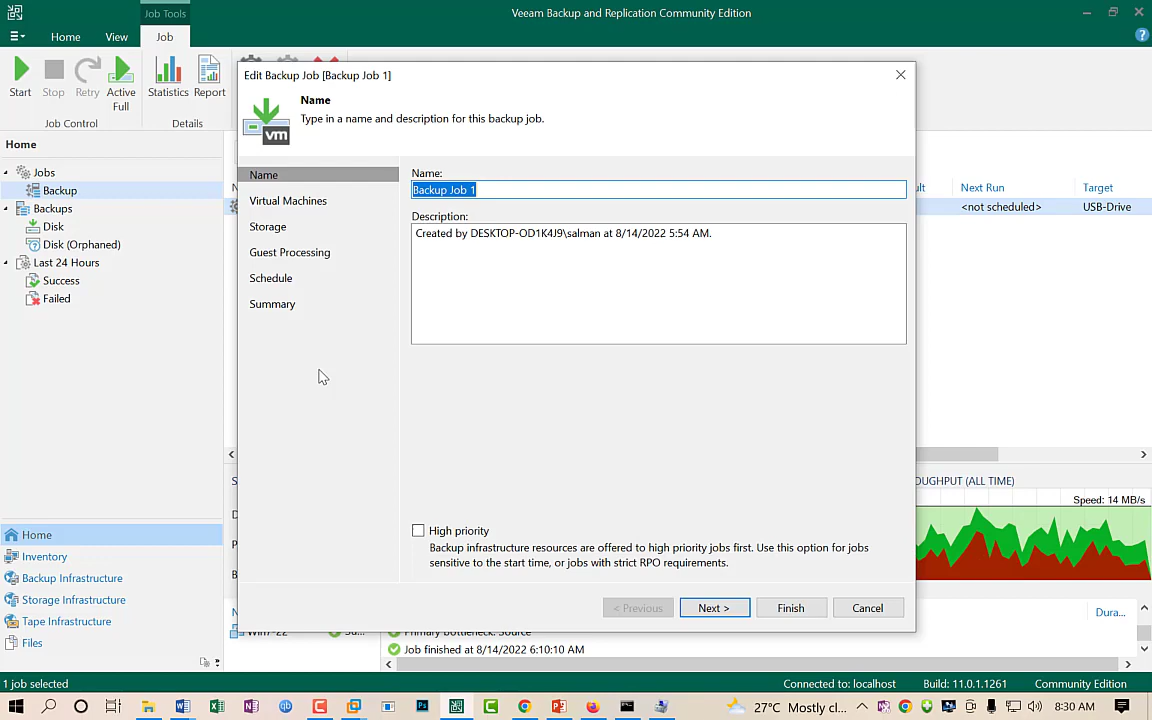 Veeam Backup and Replication Community Edition
Job Tools
Home
View
Job
Start
Stop
Retry
Active Full
Statistics
Report
Job Control
Details
Home
Jobs
Backup
Backups
Disk
Disk (Orphaned)
Last 24 Hours
Success
Failed
Home
Inventory
Backup Infrastructure
Storage Infrastructure
Tape Infrastructure
Files
Edit Backup Job [Backup Job 1]
Name
Type in a name and description for this backup job.
vm
Name
Virtual Machines
Storage
Guest Processing
Schedule
Summary
Name:
Backup Job 1
Description:
Created by DESKTOP-OD1K4J9\salman at 8/14/2022 5:54 AM.
High priority
Backup infrastructure resources are offered to high priority jobs first. Use this option for jobs
sensitive to the start time, or jobs with strict RPO requirements.
< Previous
Next >
Finish
Cancel
Next Run
Target
<not scheduled>
USB-Drive
Speed: 14 MB/s
Dura...
Primary bottleneck: Source
Job finished at 8/14/2022 6:10:10 AM
1 job selected
Connected to: localhost
Build: 11.0.1.1261
Community Edition
27°C Mostly cl...
8:30 AM